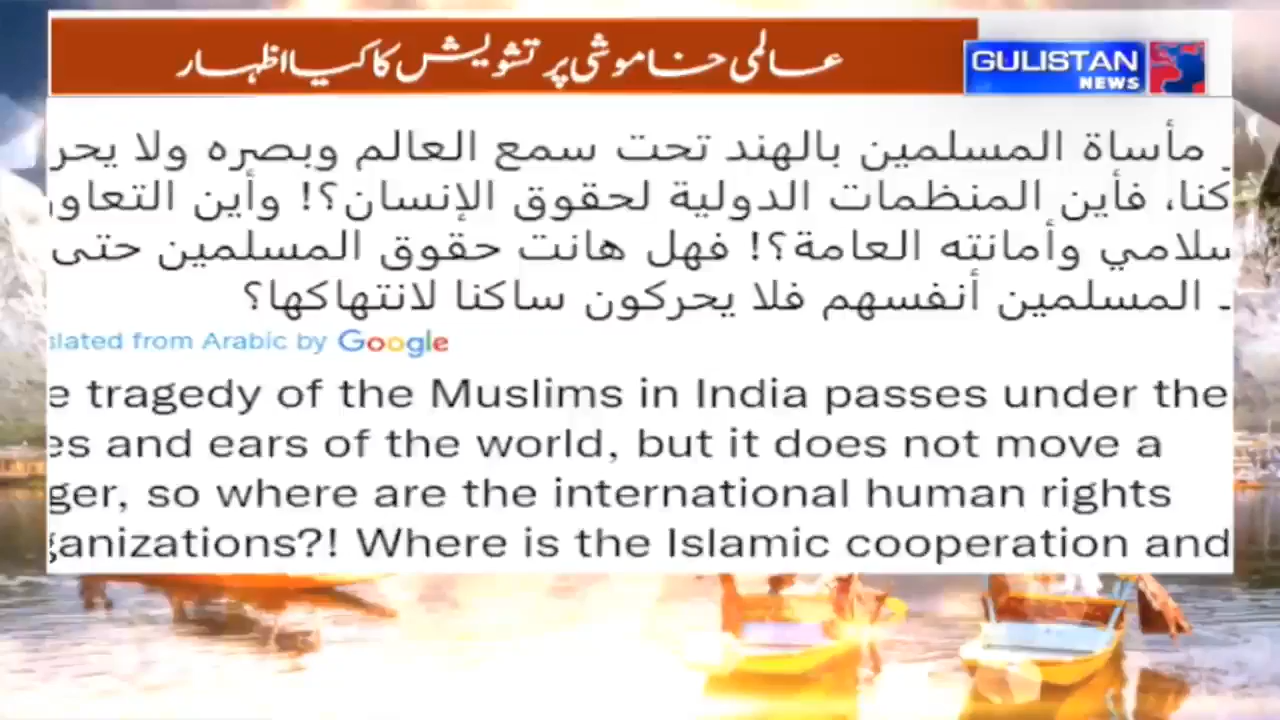 عالمی خاموشی پر تشویش کا کیا اظہار
GULISTAN
NEWS
مأساة المسلمين بالهند تحت سمع العالم وبصره ولا يحر
كنا، فأين المنظمات الدولية لحقوق الإنسان؟! وأين التعاو
سلامي وأمانته العامة؟! فهل هانت حقوق المسلمين حتى
المسلمين أنفسهم فلا يحركون ساكنا لانتهاكها؟
slated from Arabic by Google
e tragedy of the Muslims in India passes under the
es and ears of the world, but it does not move a
ger, so where are the international human rights
ganizations?! Where is the Islamic cooperation and